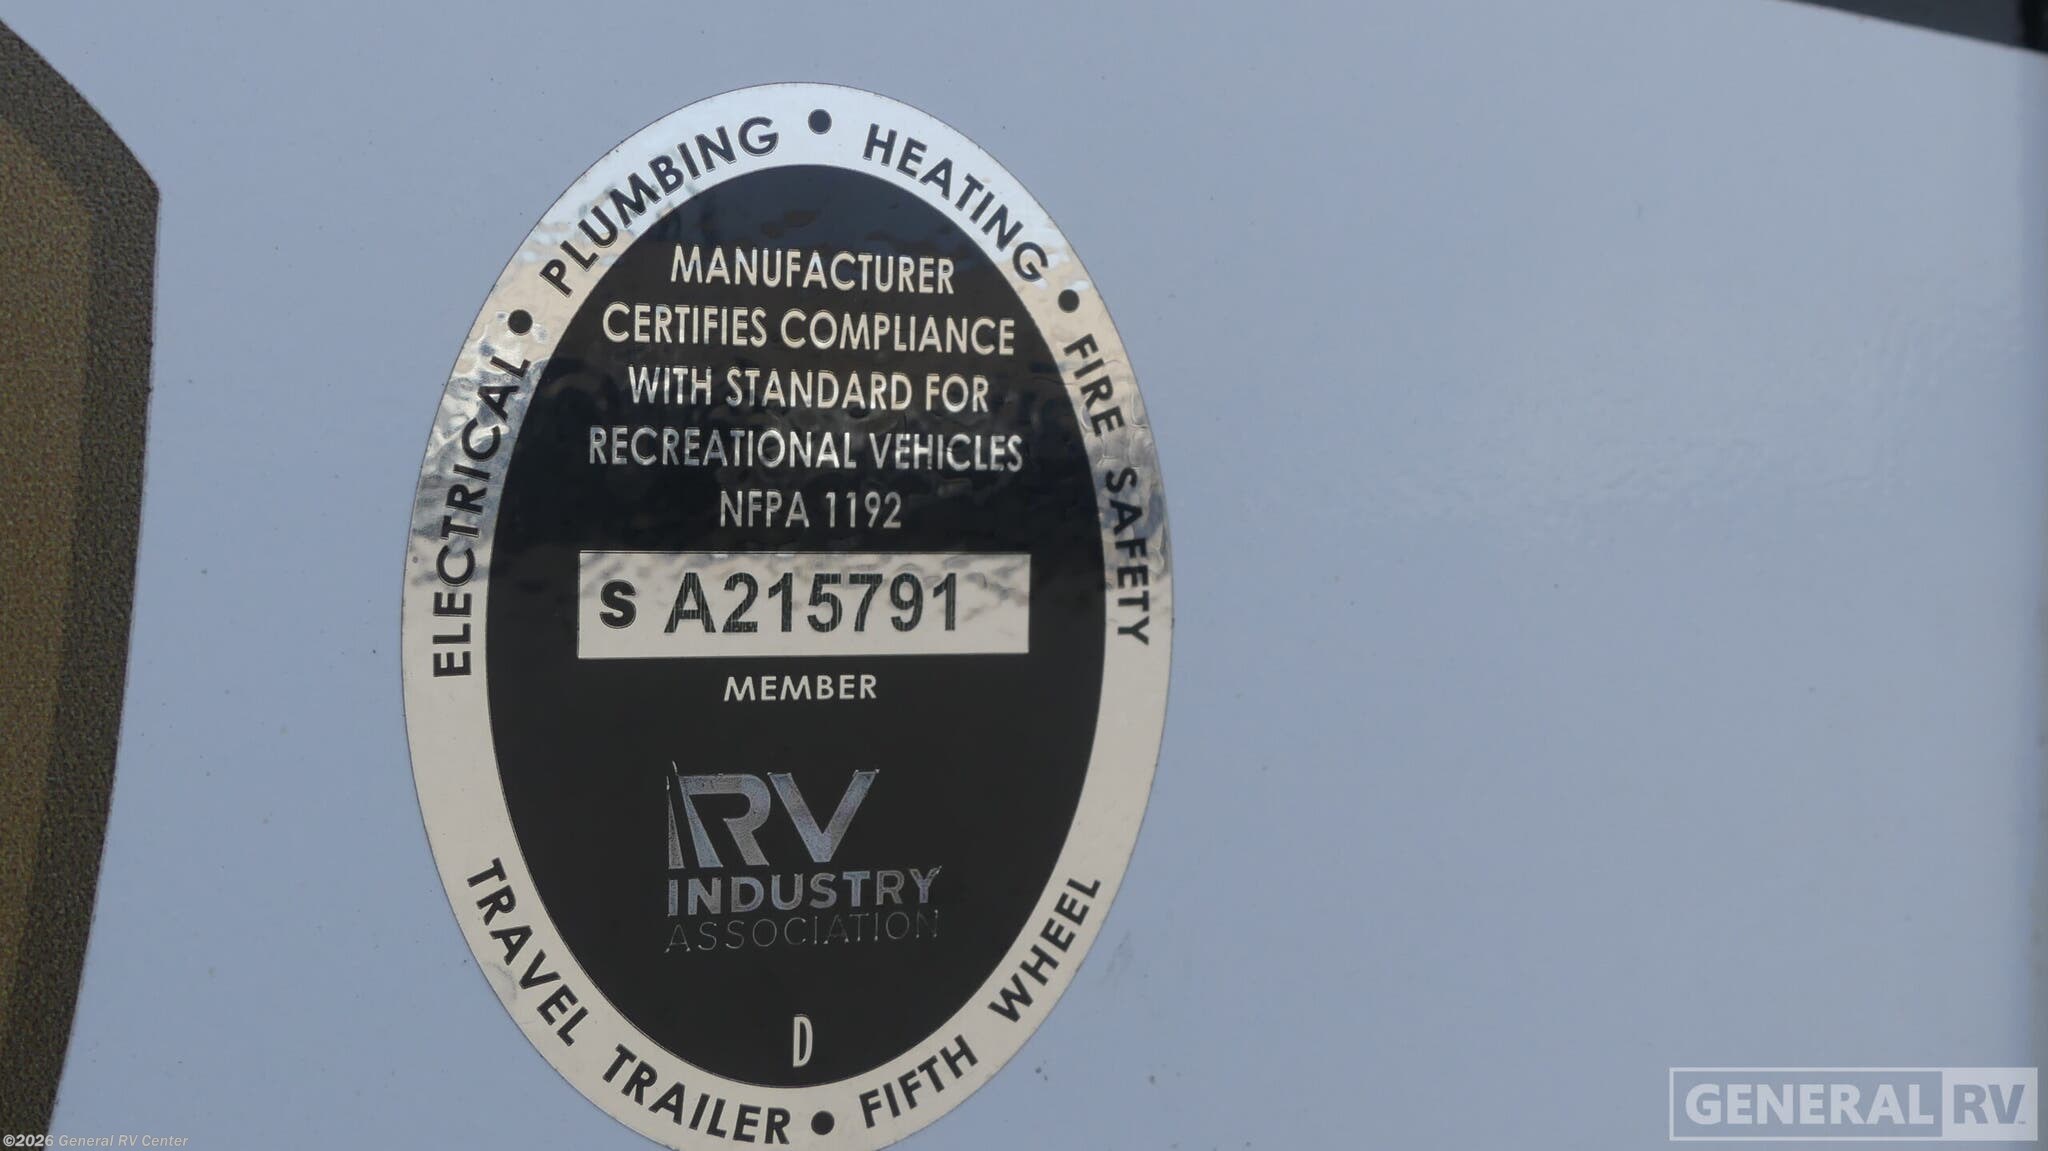 ELECTRICAL • PLUMBING • HEATING • FIRE SAFETY
MANUFACTURER
CERTIFIES COMPLIANCE
WITH STANDARD FOR
RECREATIONAL VEHICLES
NFPA 1192
S A215791
MEMBER
RV
INDUSTRY
ASSOCIATION
D
TRAVEL TRAILER • FIFTH WHEEL
GENERAL RV
©2026 General RV Center